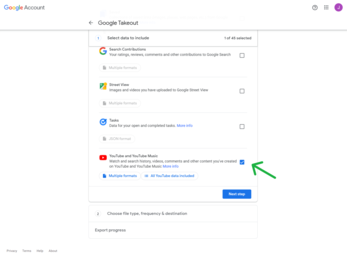 Google Account
J
Google Takeout
Select data to include
1 of 46 selected
Search Contributions
Your ratings, reviews, comments and other contributions to Google Search
Multiple formats
Street View
Images and videos you have uploaded to Google Street View
Multiple formats
Tasks
Data for your open and completed tasks. More info
JSON format
YouTube and YouTube Music
Watch and search history, videos, comments and other content you've created
on YouTube and YouTube Music More info
Multiple formats
All YouTube data included
Next step
2
Choose file type, frequency & destination
Export progress
Privacy
Terms
Help
About